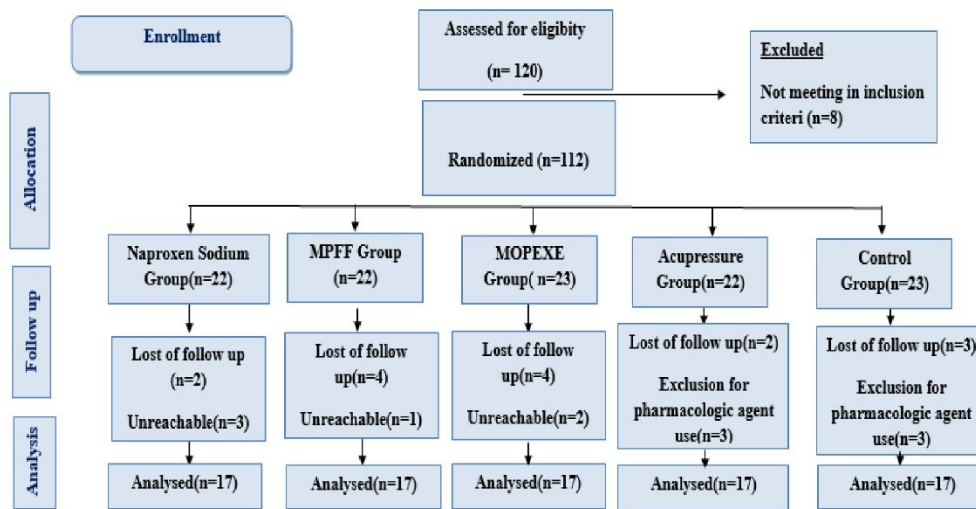 Enrollment
Assessed for eligibity
(n= 120)
Excluded
Not meeting in inclusion
criteri (n=8)
Randomized (n=112)
Allocation
Naproxen Sodium
Group(n=22)
MPFF Group
(n=22)
MOPEXE
Group( n=23)
Acupressure
Group(n=22)
Control
Group(n=23)
Follow up
Lost of follow up
(n=2)
Unreachable(n=3)
Lost of follow
up(n=4)
Unreachable(n=1)
Lost of follow
up(n=4)
Unreachable(n=2)
Lost of follow up(n=2)
Exclusion for
pharmacologic agent
use(n=3)
Lost of follow up(n=3)
Exclusion for
pharmacologic agent
use(n=3)
Analysis
Analysed(n=17)
Analysed(n=17)
Analysed(n=17)
Analysed(n=17)
Analysed(n=17)